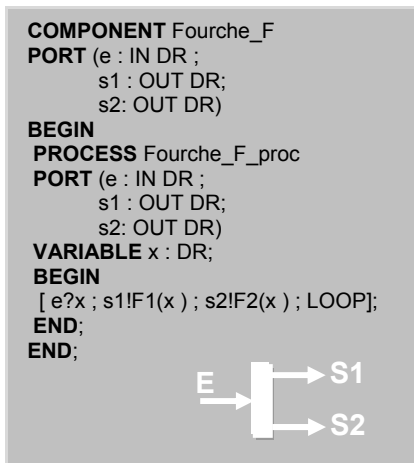 COMPONENT Fourche_F
PORT (e : IN DR ;
s1 : OUT DR;
s2: OUT DR)
BEGIN
PROCESS Fourche_F_proc
PORT (e : IN DR ;
s1 : OUT DR;
s2: OUT DR)
VARIABLE x : DR;
BEGIN
[ e?x ; s1!F1(x ) ; s2!F2(x ) ; LOOP];
END;
END;
E
S1
S2